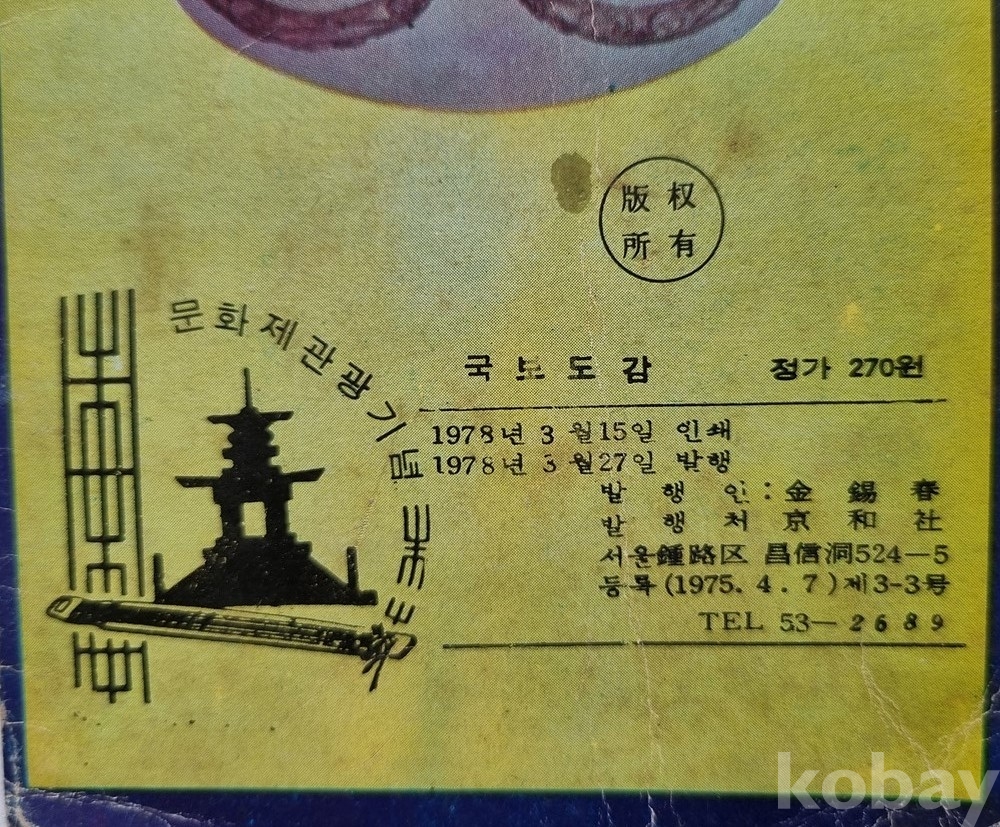 版权
所有
문화제관광기념
국보도감 정가 270원
1978년 3월15일 인쇄
1978년 3월27일 발행
발행인: 金錫春
발행처 京和社
서울鍾路区 昌信洞524—5
등록(1975. 4. 7)제3-3号
TEL 53—2689
kobay